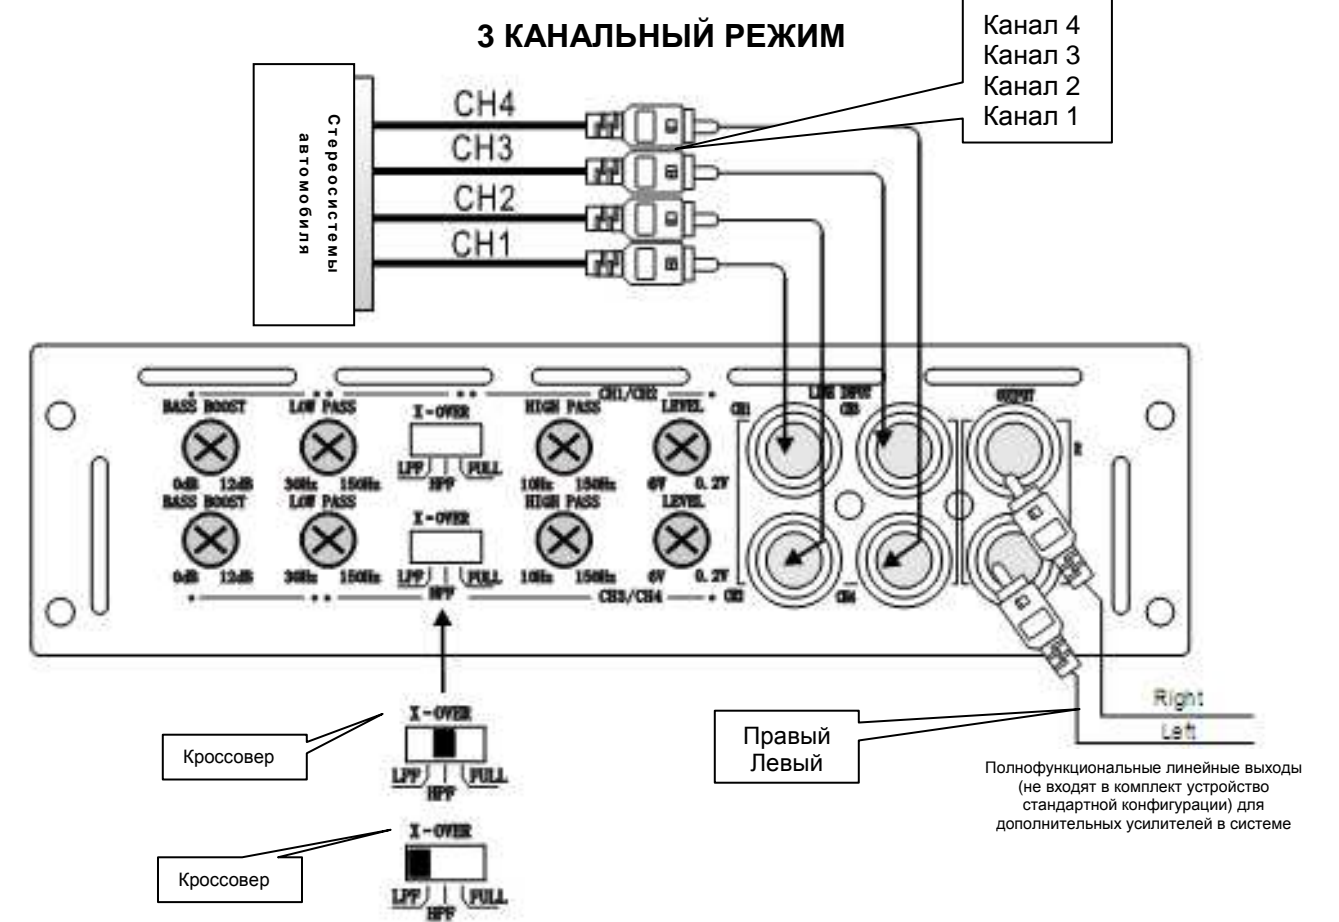 3 КАНАЛЬНЫЙ РЕЖИМ
Канал 4
Канал 3
Канал 2
Канал 1
Стереосистемы
автомобиля
CH4
CH3
CH2
CH1
CH1/CH2
BASS BOOST
LOW PASS
X-OVER
HIGH PASS
LEVEL
CH1
LINE INPUT
CH3
OUTPUT
LPF
HPF
FULL
0dB 12dB
30Hz 150Hz
10Hz 150Hz
6V 0.2V
BASS BOOST
LOW PASS
X-OVER
HIGH PASS
LEVEL
0dB 12dB
30Hz 150Hz
LPF
HPF
FULL
10Hz 150Hz
6V 0.2V
CH3/CH4
CH2
CH4
Кроссовер
X-OVER
LPF
HPF
FULL
Правый
Левый
Right
Left
Полнофункциональные линейные выходы
(не входят в комплект устройство
стандартной конфигурации) для
дополнительных усилителей в системе
Кроссовер
X-OVER
LPF
HPF
FULL